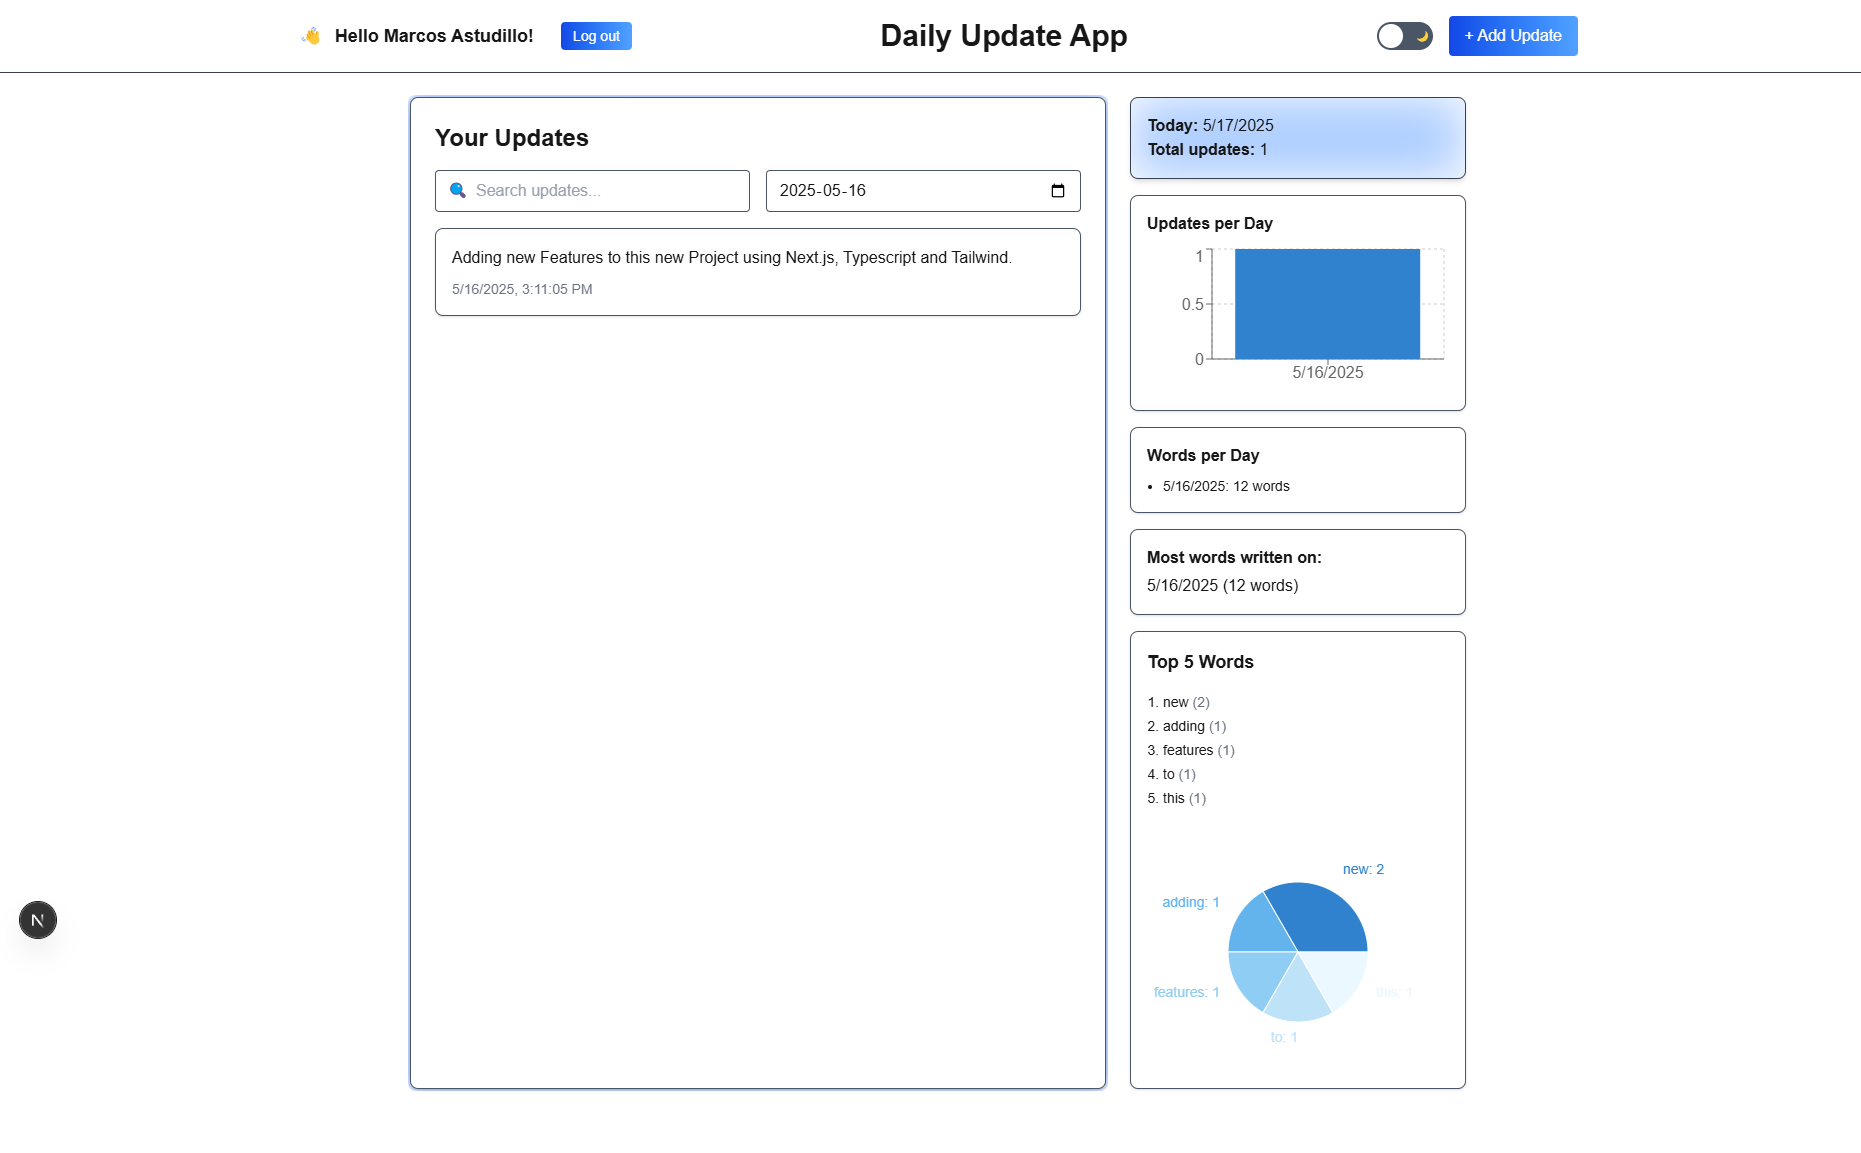 Hello Marcos Astudillo!
Log out
Daily Update App
+ Add Update
Your Updates
Search updates...
2025-05-16
Adding new Features to this new Project using Next.js, Typescript and Tailwind.
5/16/2025, 3:11:05 PM
Today: 5/17/2025
Total updates: 1
Updates per Day
1
0.5
0
5/16/2025
Words per Day
• 5/16/2025: 12 words
Most words written on:
5/16/2025 (12 words)
Top 5 Words
1. new (2)
2. adding (1)
3. features (1)
4. to (1)
5. this (1)
new: 2
adding: 1
features: 1
this: 1
to: 1
N